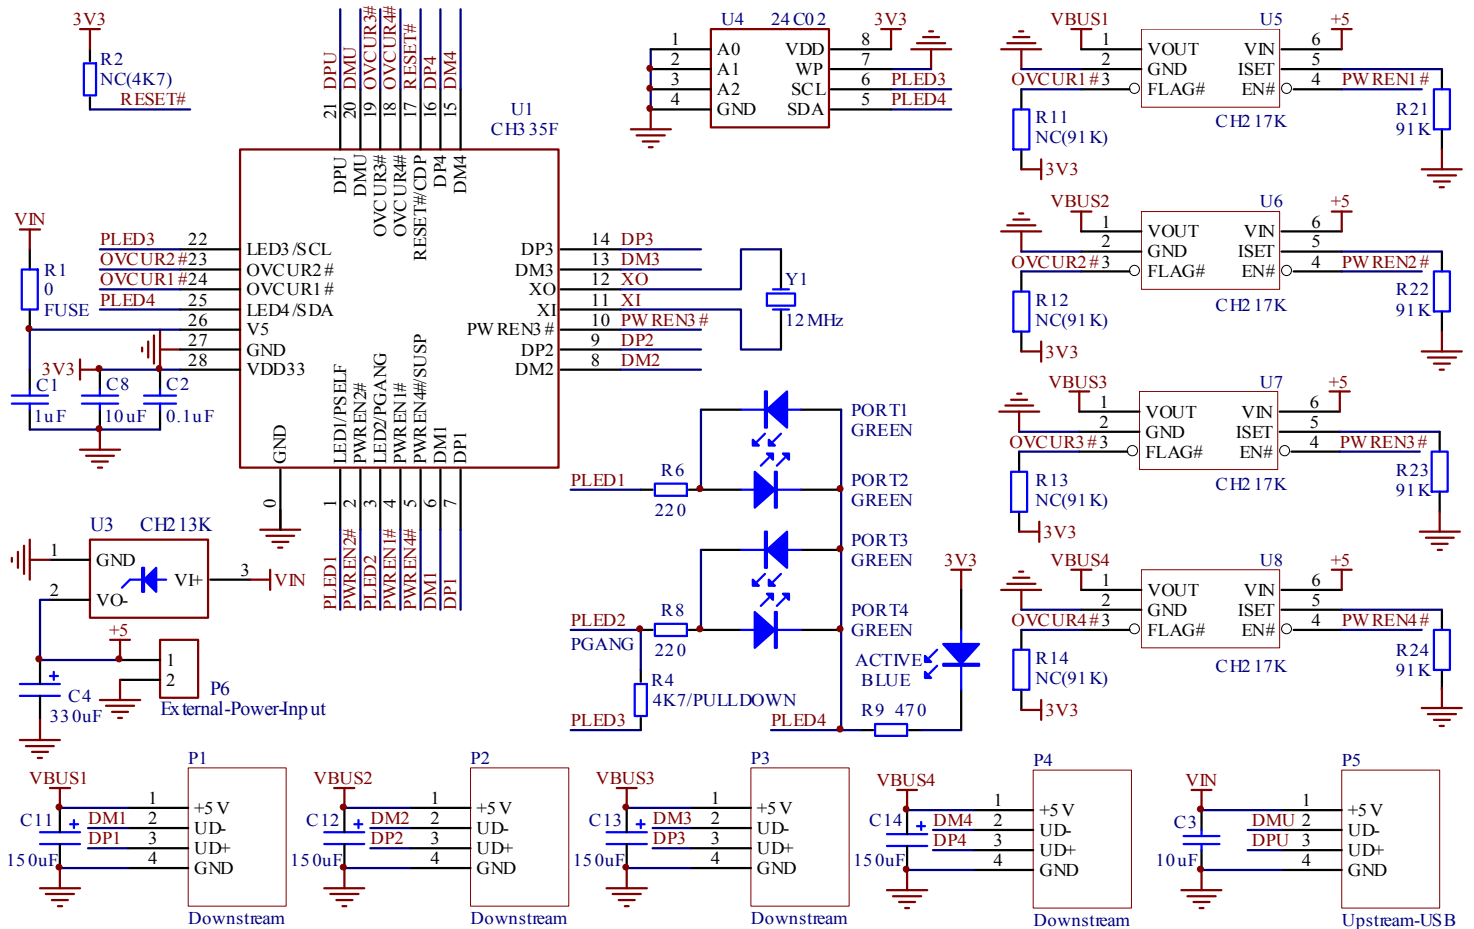 3V3
R2
NC(4K7)
RESET#
DPU
DMU
OVCUR3#
OVCUR4#
RESET#
DP4
DM4
21
20
19
18
17
16
15
U1
CH335F
DPU
DMU
OVCUR3#
OVCUR4#
RESET#/CDP
DP4
DM4
VIN
R1
0
FUSE
PLED3 22 LED3/SCL
OVCUR2# 23 OVCUR2#
OVCUR1# 24 OVCUR1#
PLED4 25 LED4/SDA
26 V5
27 GND
3V3 28 VDD33
C1
1uF
C8
10uF
C2
0.1uF
DP3 14 DP3
DM3 13 DM3
XO 12 XO
XI 11 XI
PWREN3# 10 PWREN3#
DP2 9 DP2
DM2 8 DM2
Y1
12MHz
GND
LED1/PSELF
PWREN2#
LED2/PGANG
PWREN1#
PWREN4#/SUSP
DM1
DP1
0
1
2
3
4
5
6
7
PLED1
PWREN2#
PLED2
PWREN1#
PWREN4#
DM1
DP1
U4 24C02
3V3
1 A0 VDD 8
2 A1 WP 7
3 A2 SCL 6 PLED3
4 GND SDA 5 PLED4
VBUS1 U5 +5
1 VOUT VIN 6
2 GND ISET 5
OVCUR1# 3 FLAG# EN# 4 PWREN1#
CH217K
R11
NC(91K)
3V3
R21
91K
VBUS2 U6 +5
1 VOUT VIN 6
2 GND ISET 5
OVCUR2# 3 FLAG# EN# 4 PWREN2#
CH217K
R12
NC(91K)
3V3
R22
91K
VBUS3 U7 +5
1 VOUT VIN 6
2 GND ISET 5
OVCUR3# 3 FLAG# EN# 4 PWREN3#
CH217K
R13
NC(91K)
3V3
R23
91K
VBUS4 U8 +5
1 VOUT VIN 6
2 GND ISET 5
OVCUR4# 3 FLAG# EN# 4 PWREN4#
CH217K
R14
NC(91K)
3V3
R24
91K
U3 CH213K
1 GND
2 VO-
VI+ 3 VIN
+5
C4
330uF
1
2
P6
External-Power-Input
PLED1
R6
220
PORT1
GREEN
PORT2
GREEN
PORT3
GREEN
PORT4
GREEN
PLED2
PGANG
R8
220
R4
4K7/PULLDOWN
PLED3
PLED4
R9 470
ACTIVE
BLUE
3V3
VBUS1 P1
C11
150uF
1 +5V
DM1 2 UD-
DP1 3 UD+
4 GND
Downstream
VBUS2 P2
C12
150uF
1 +5V
DM2 2 UD-
DP2 3 UD+
4 GND
Downstream
VBUS3 P3
C13
150uF
1 +5V
DM3 2 UD-
DP3 3 UD+
4 GND
Downstream
VBUS4 P4
C14
150uF
1 +5V
DM4 2 UD-
DP4 3 UD+
4 GND
Downstream
VIN P5
C3
10uF
1 +5V
DMU 2 UD-
DPU 3 UD+
4 GND
Upstream-USB